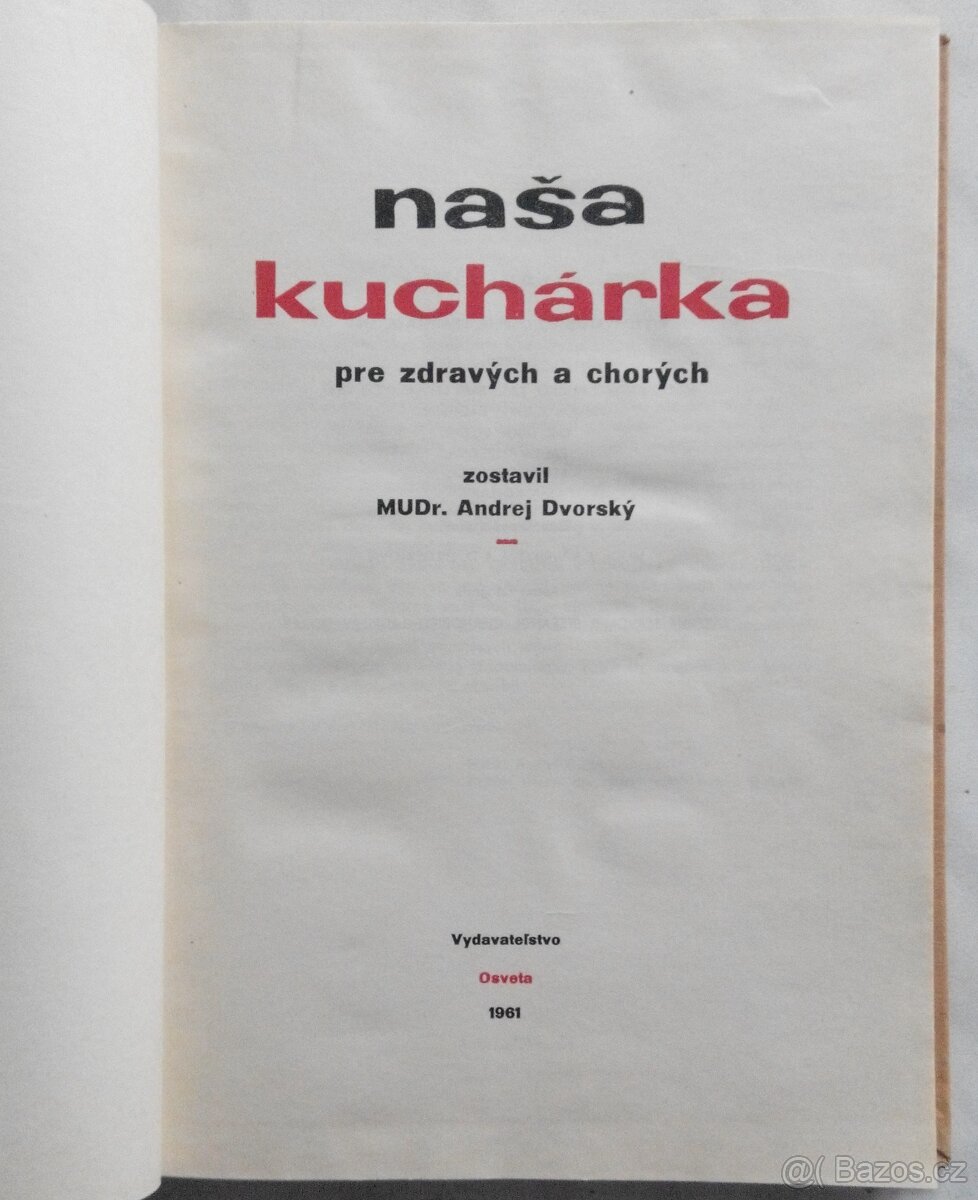 naša
kuchárka
pre zdravých a chorých
zostavil
MUDr. Andrej Dvorský
Vydavateľstvo
Osveta
1961
@( Bazos.cz